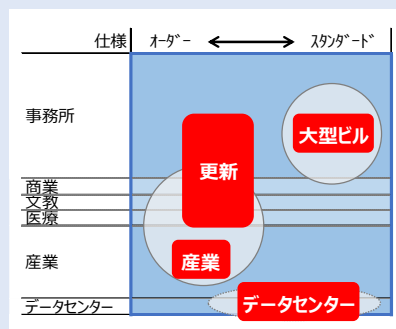 仕様 ｵｰﾀﾞｰ ｽﾀﾝﾀﾞｰﾄﾞ
事務所
大型ビル
更新
商業
文教
医療
産業
産業
データセンター
データセンター